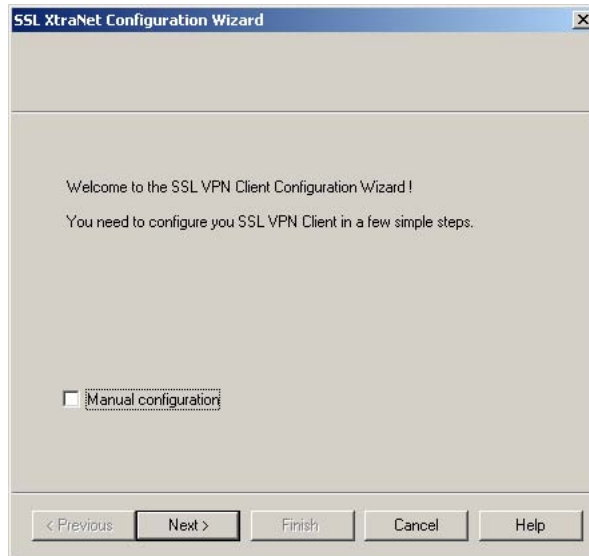 SSL XtraNet Configuration Wizard
Welcome to the SSL VPN Client Configuration Wizard !
You need to configure you SSL VPN Client in a few simple steps.
Manual configuration
< Previous
Next >
Finish
Cancel
Help